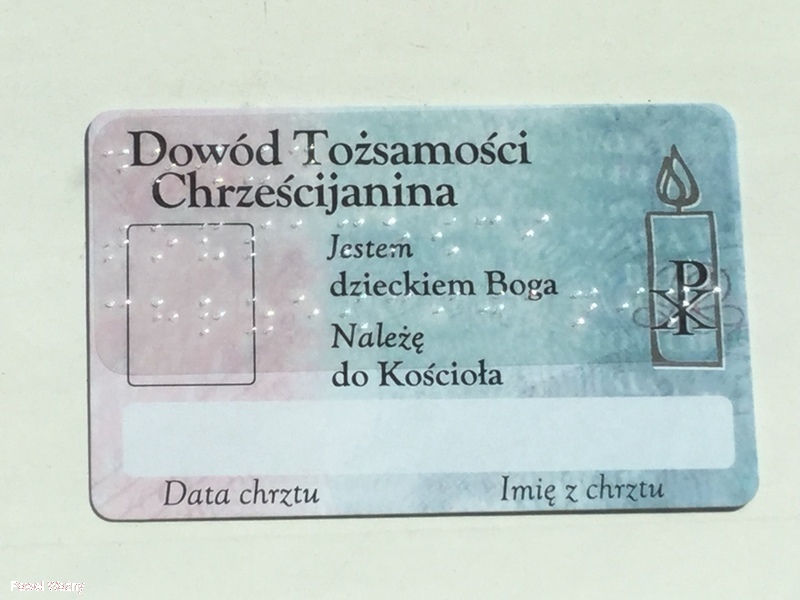 Dowód Tożsamości
Chrześcijanina
Jestem
dzieckiem Boga
Należę
do Kościoła
Data chrztu
Imię z chrztu